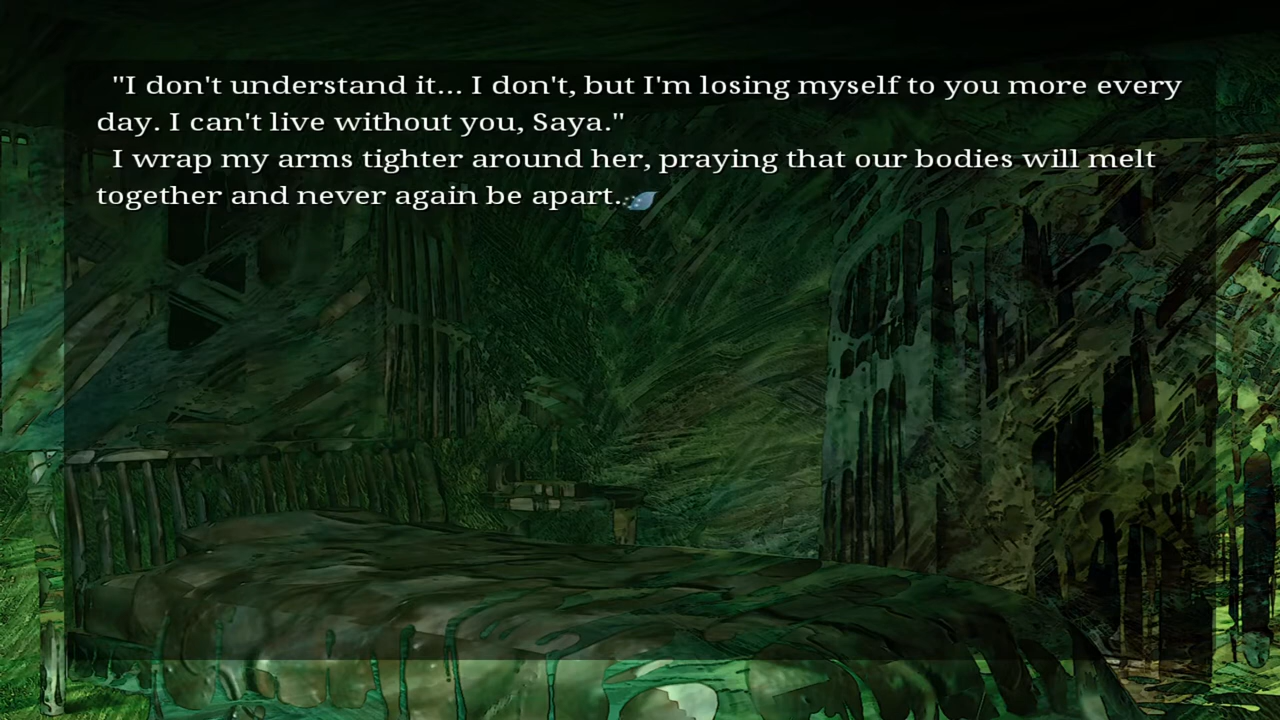 "I don't understand it... I don't, but I'm losing myself to you more every
day. I can't live without you, Saya."
I wrap my arms tighter around her, praying that our bodies will melt
together and never again be apart.